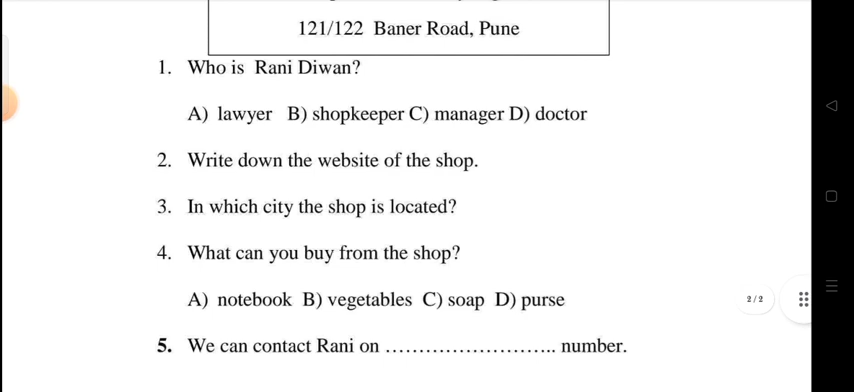 121/122 Baner Road, Pune
1. Who is Rani Diwan?
A) lawyer B) shopkeeper C) manager D) doctor
2. Write down the website of the shop.
3. In which city the shop is located?
4. What can you buy from the shop?
A) notebook B) vegetables C) soap D) purse
2 / 2
5. We can contact Rani on ............................ number.